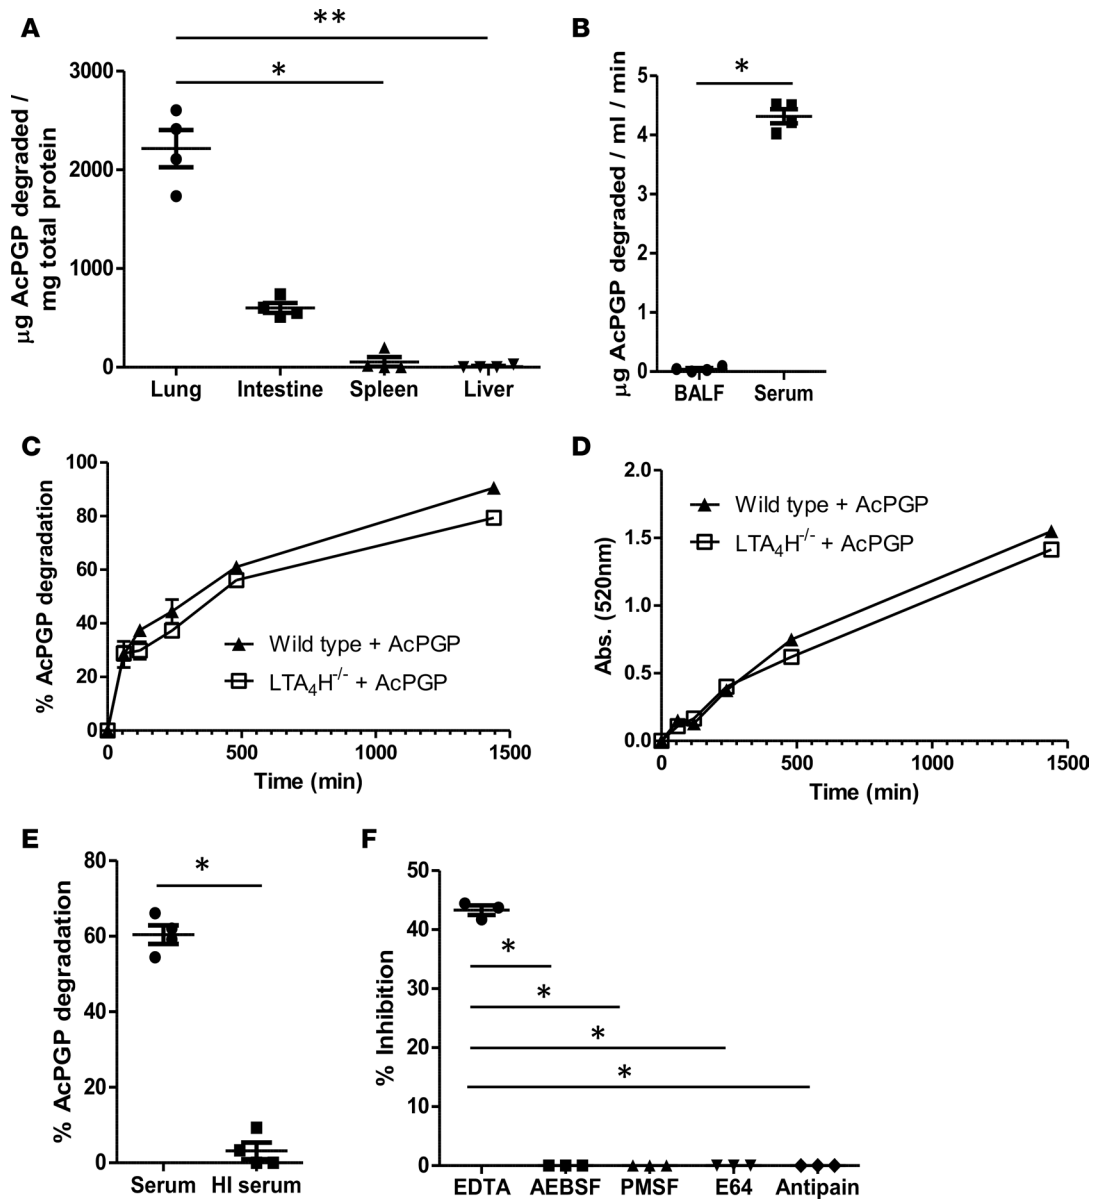 A
**
*
3000
2000
1000
0
µg AcPGP degraded /
mg total protein
Lung Intestine Spleen Liver
B
*
5
4
3
2
1
0
µg AcPGP degraded / ml / min
BALF Serum
C
100
80
60
40
20
0
% AcPGP degradation
Wild type + AcPGP
LTA4H-/- + AcPGP
0 500 1000 1500
Time (min)
D
2.0
1.5
1.0
0.5
0.0
Abs. (520nm)
Wild type + AcPGP
LTA4H-/- + AcPGP
0 500 0 1500
Time (min)
E
*
80
60
40
20
0
% AcPGP degradation
Serum HI serum
F
50
40
30
20
10
0
% Inhibition
*
*
*
*
EDTA AEBSF PMSF E64 Antipain